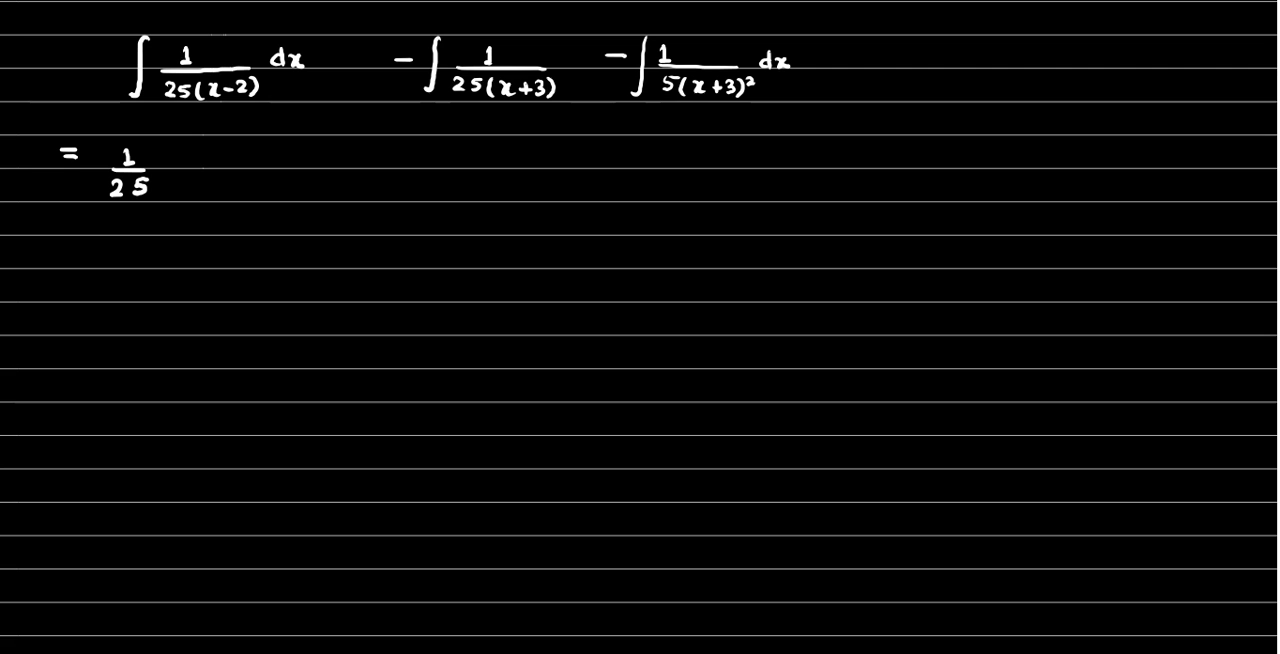 ∫ 1/25(x-2) dx - ∫ 1/25(x+3) - ∫ 1/5(x+3)² dx
= 1/25